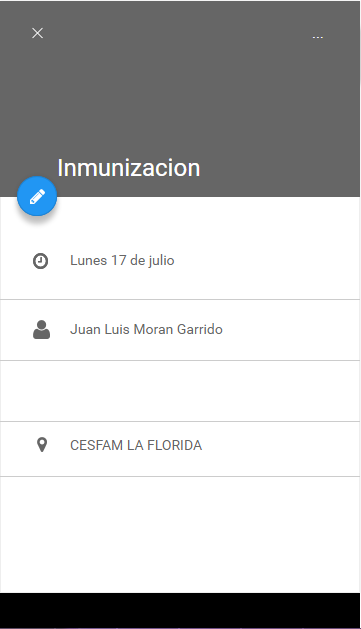 ...
Inmunizacion
Lunes 17 de julio
Juan Luis Moran Garrido
CESFAM LA FLORIDA